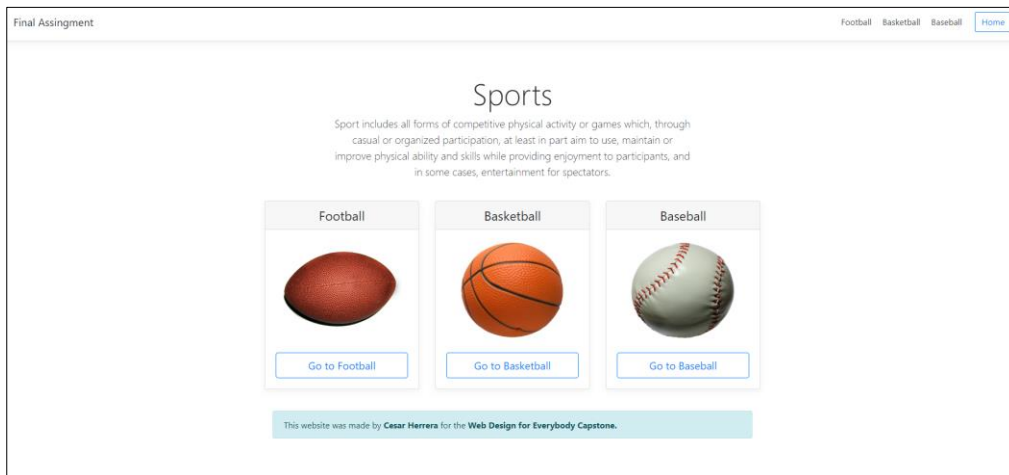 Final Assingment
Football Basketball Baseball Home
Sports
Sport includes all forms of competitive physical activity or games which, through
casual or organized participation, at least in part aim to use, maintain or
improve physical ability and skills while providing enjoyment to participants, and
in some cases, entertainment for spectators.
Football
Basketball
Baseball
Go to Football
Go to Basketball
Go to Baseball
This website was made by Cesar Herrera for the Web Design for Everybody Capstone.